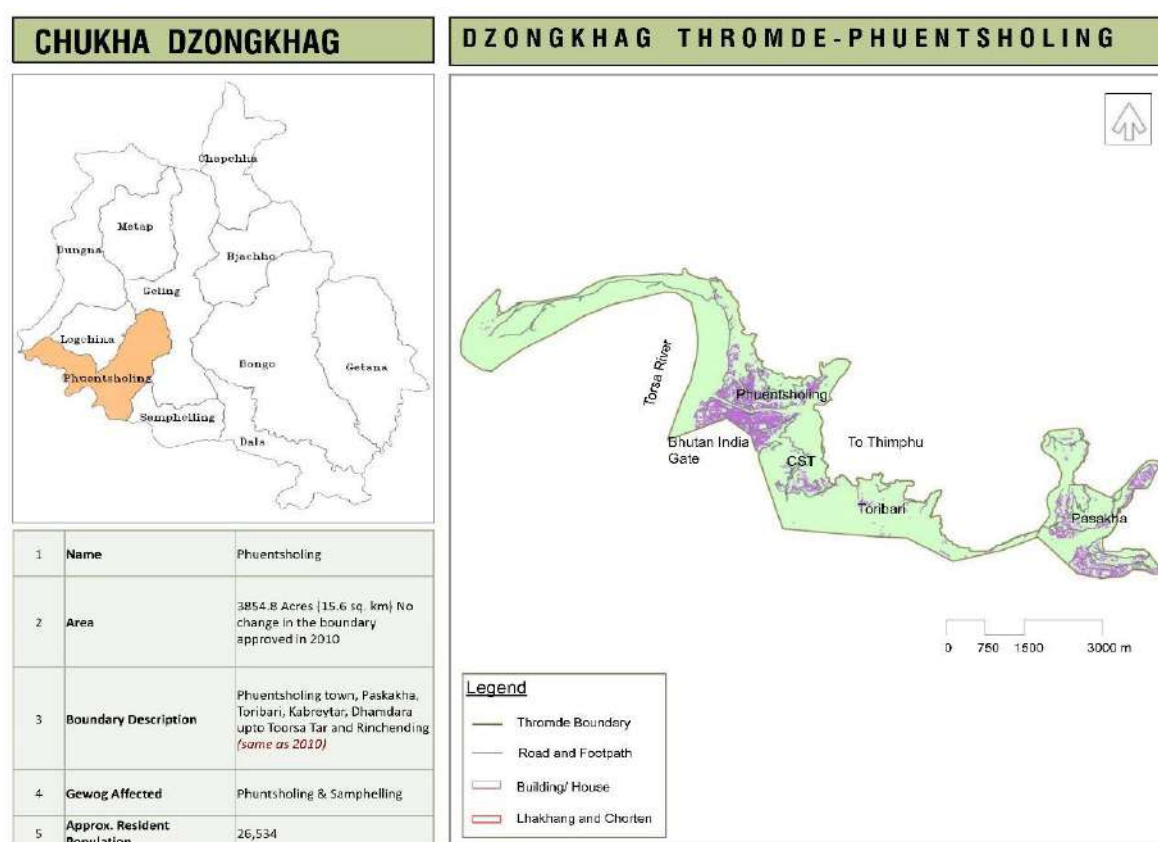 CHUKHA DZONGKHAG
Chapchha
Metap
Dungna
Bjachho
Geling
Logchina
Bongo
Getana
Phuentsholing
Samphelling
Dala
1 Name Phuentsholing
2 Area 3854.8 Acres (15.6 sq. km) No
change in the boundary
approved in 2010
3 Boundary Description Phuentsholing town, Paskakha,
Toribari, Kabreytar, Dhamdara
upto Toorsa Tar and Rinchending
(same as 2010)
4 Gewog Affected Phuntsholing & Samphelling
5 Approx. Resident
Population 26,534
DZONGKHAG THROMDE-PHUENTSHOLING
Torsa River
Phuentsholing
Bhutan India
Gate
To Thimphu
CST
Toribari
Pasakha
0 750 1500 3000 m
Legend
Thromde Boundary
Road and Footpath
Building/ House
Lhakhang and Chorten